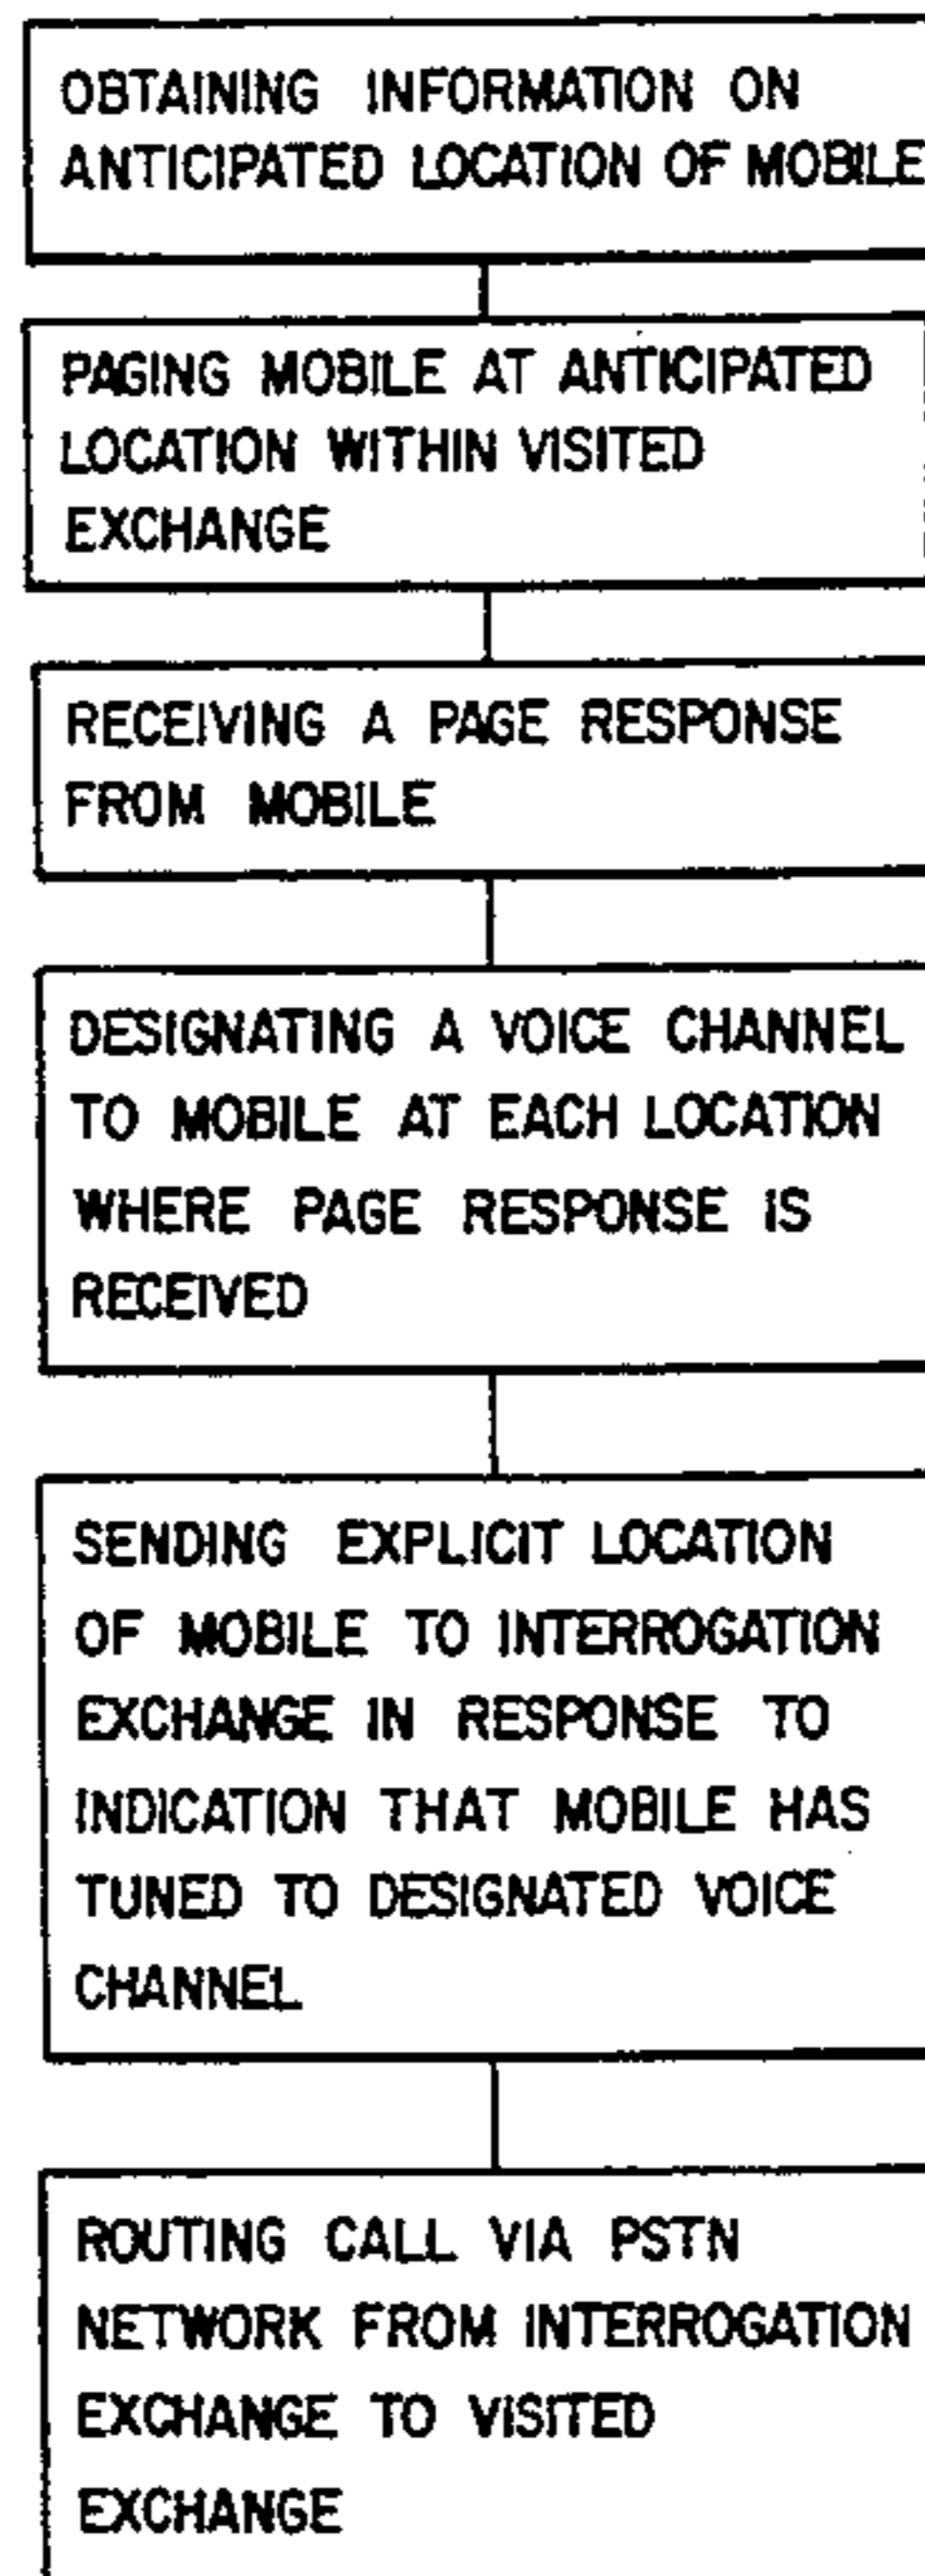 OBTAINING INFORMATION ON
ANTICIPATED LOCATION OF MOBILE
PAGING MOBILE AT ANTICIPATED
LOCATION WITHIN VISITED
EXCHANGE
RECEIVING A PAGE RESPONSE
FROM MOBILE
DESIGNATING A VOICE CHANNEL
TO MOBILE AT EACH LOCATION
WHERE PAGE RESPONSE IS
RECEIVED
SENDING EXPLICIT LOCATION
OF MOBILE TO INTERROGATION
EXCHANGE IN RESPONSE TO
INDICATION THAT MOBILE HAS
TUNED TO DESIGNATED VOICE
CHANNEL
ROUTING CALL VIA PSTN
NETWORK FROM INTERROGATION
EXCHANGE TO VISITED
EXCHANGE